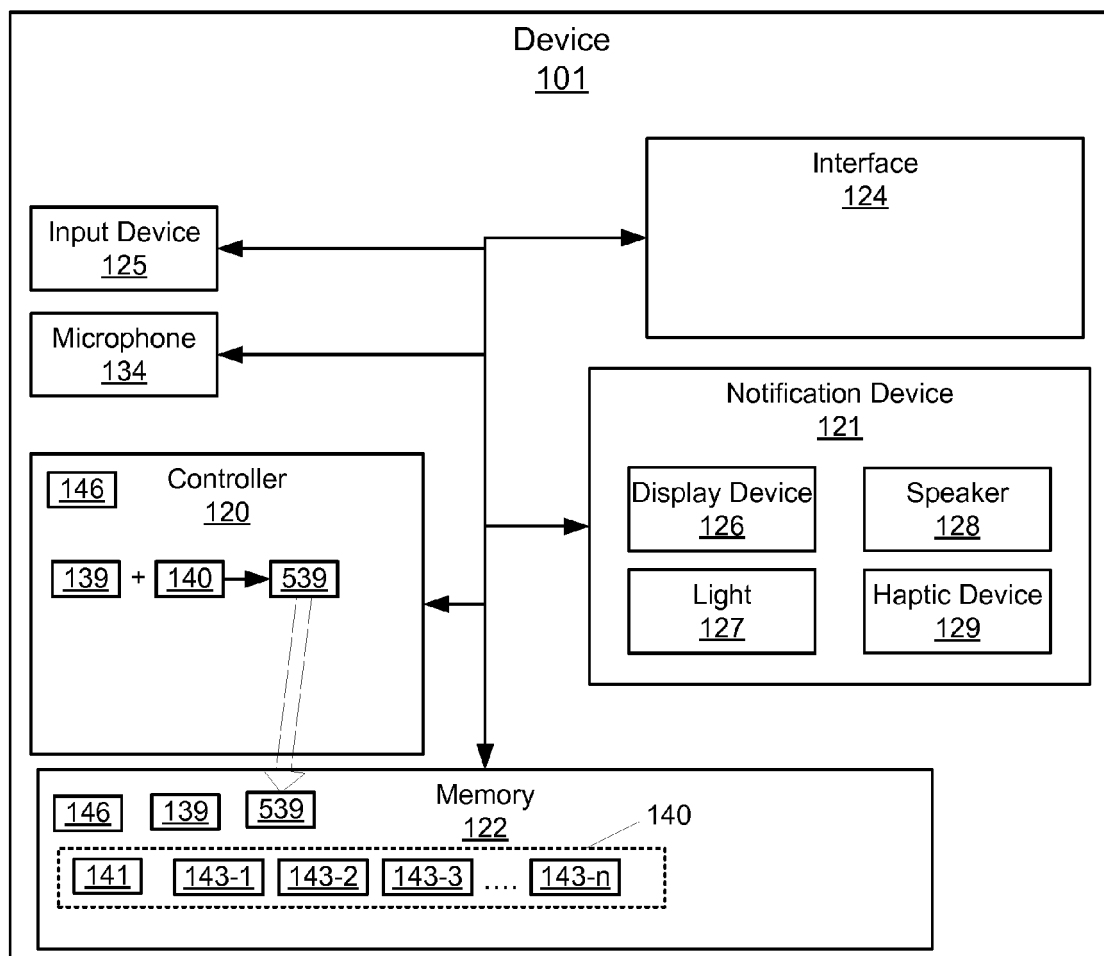 Device
101
Interface
124
Input Device
125
Microphone
134
Notification Device
121
Display Device
126
Speaker
128
Light
127
Haptic Device
129
Controller
120
146
139 + 140 539
Memory
122
146 139 539
140
141 143-1 143-2 143-3 .... 143-n